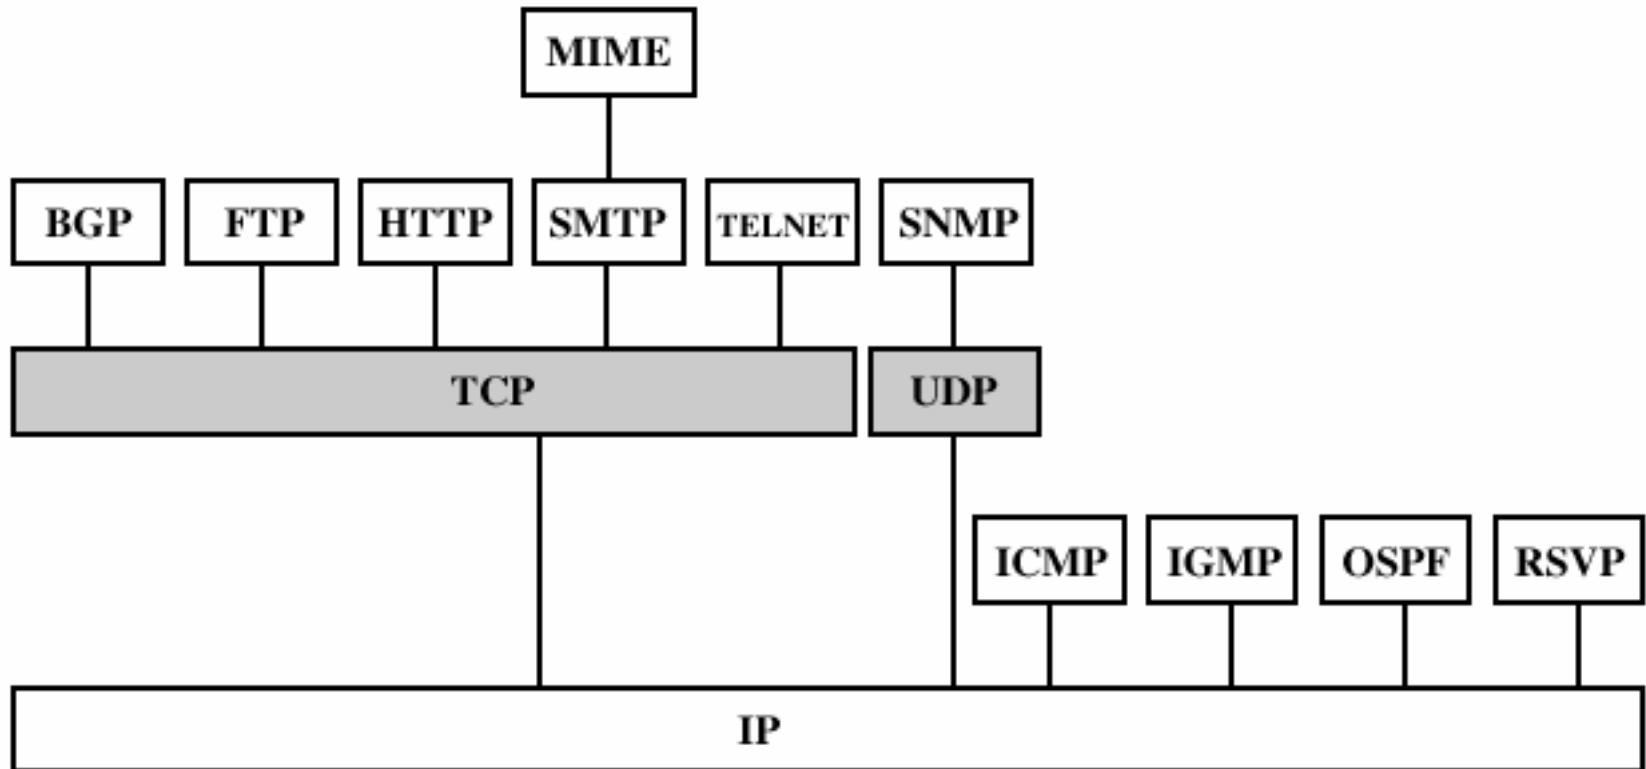 MIME
BGP FTP HTTP SMTP TELNET SNMP
TCP UDP
ICMP IGMP OSPF RSVP
IP